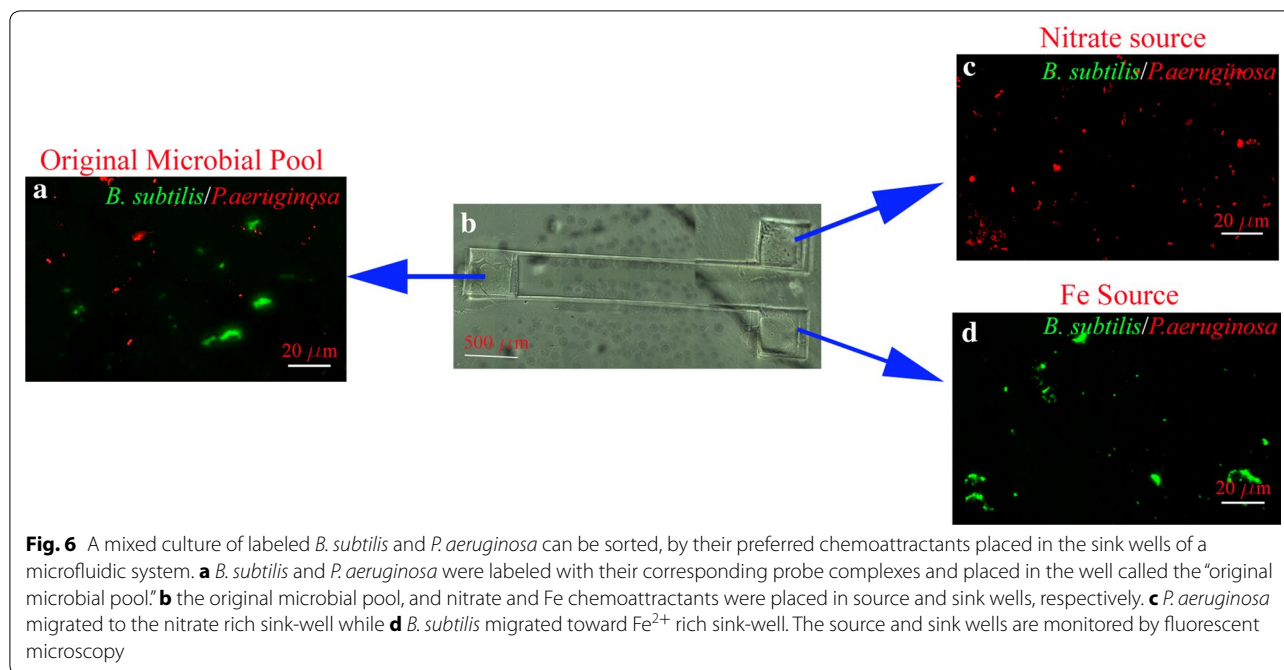 Nitrate source
c
B. subtilis/P.aeruginosa
20 μm
Original Microbial Pool
a
B. subtilis/P.aeruginosa
20 μm
b
500 μm
Fe Source
d
B. subtilis/P.aeruginosa
20 μm
Fig. 6 A mixed culture of labeled B. subtilis and P. aeruginosa can be sorted, by their preferred chemoattractants placed in the sink wells of a
microfluidic system. a B. subtilis and P. aeruginosa were labeled with their corresponding probe complexes and placed in the well called the “original
microbial pool.” b the original microbial pool, and nitrate and Fe chemoattractants were placed in source and sink wells, respectively. c P. aeruginosa
migrated to the nitrate rich sink-well while d B. subtilis migrated toward Fe²⁺ rich sink-well. The source and sink wells are monitored by fluorescent
microscopy